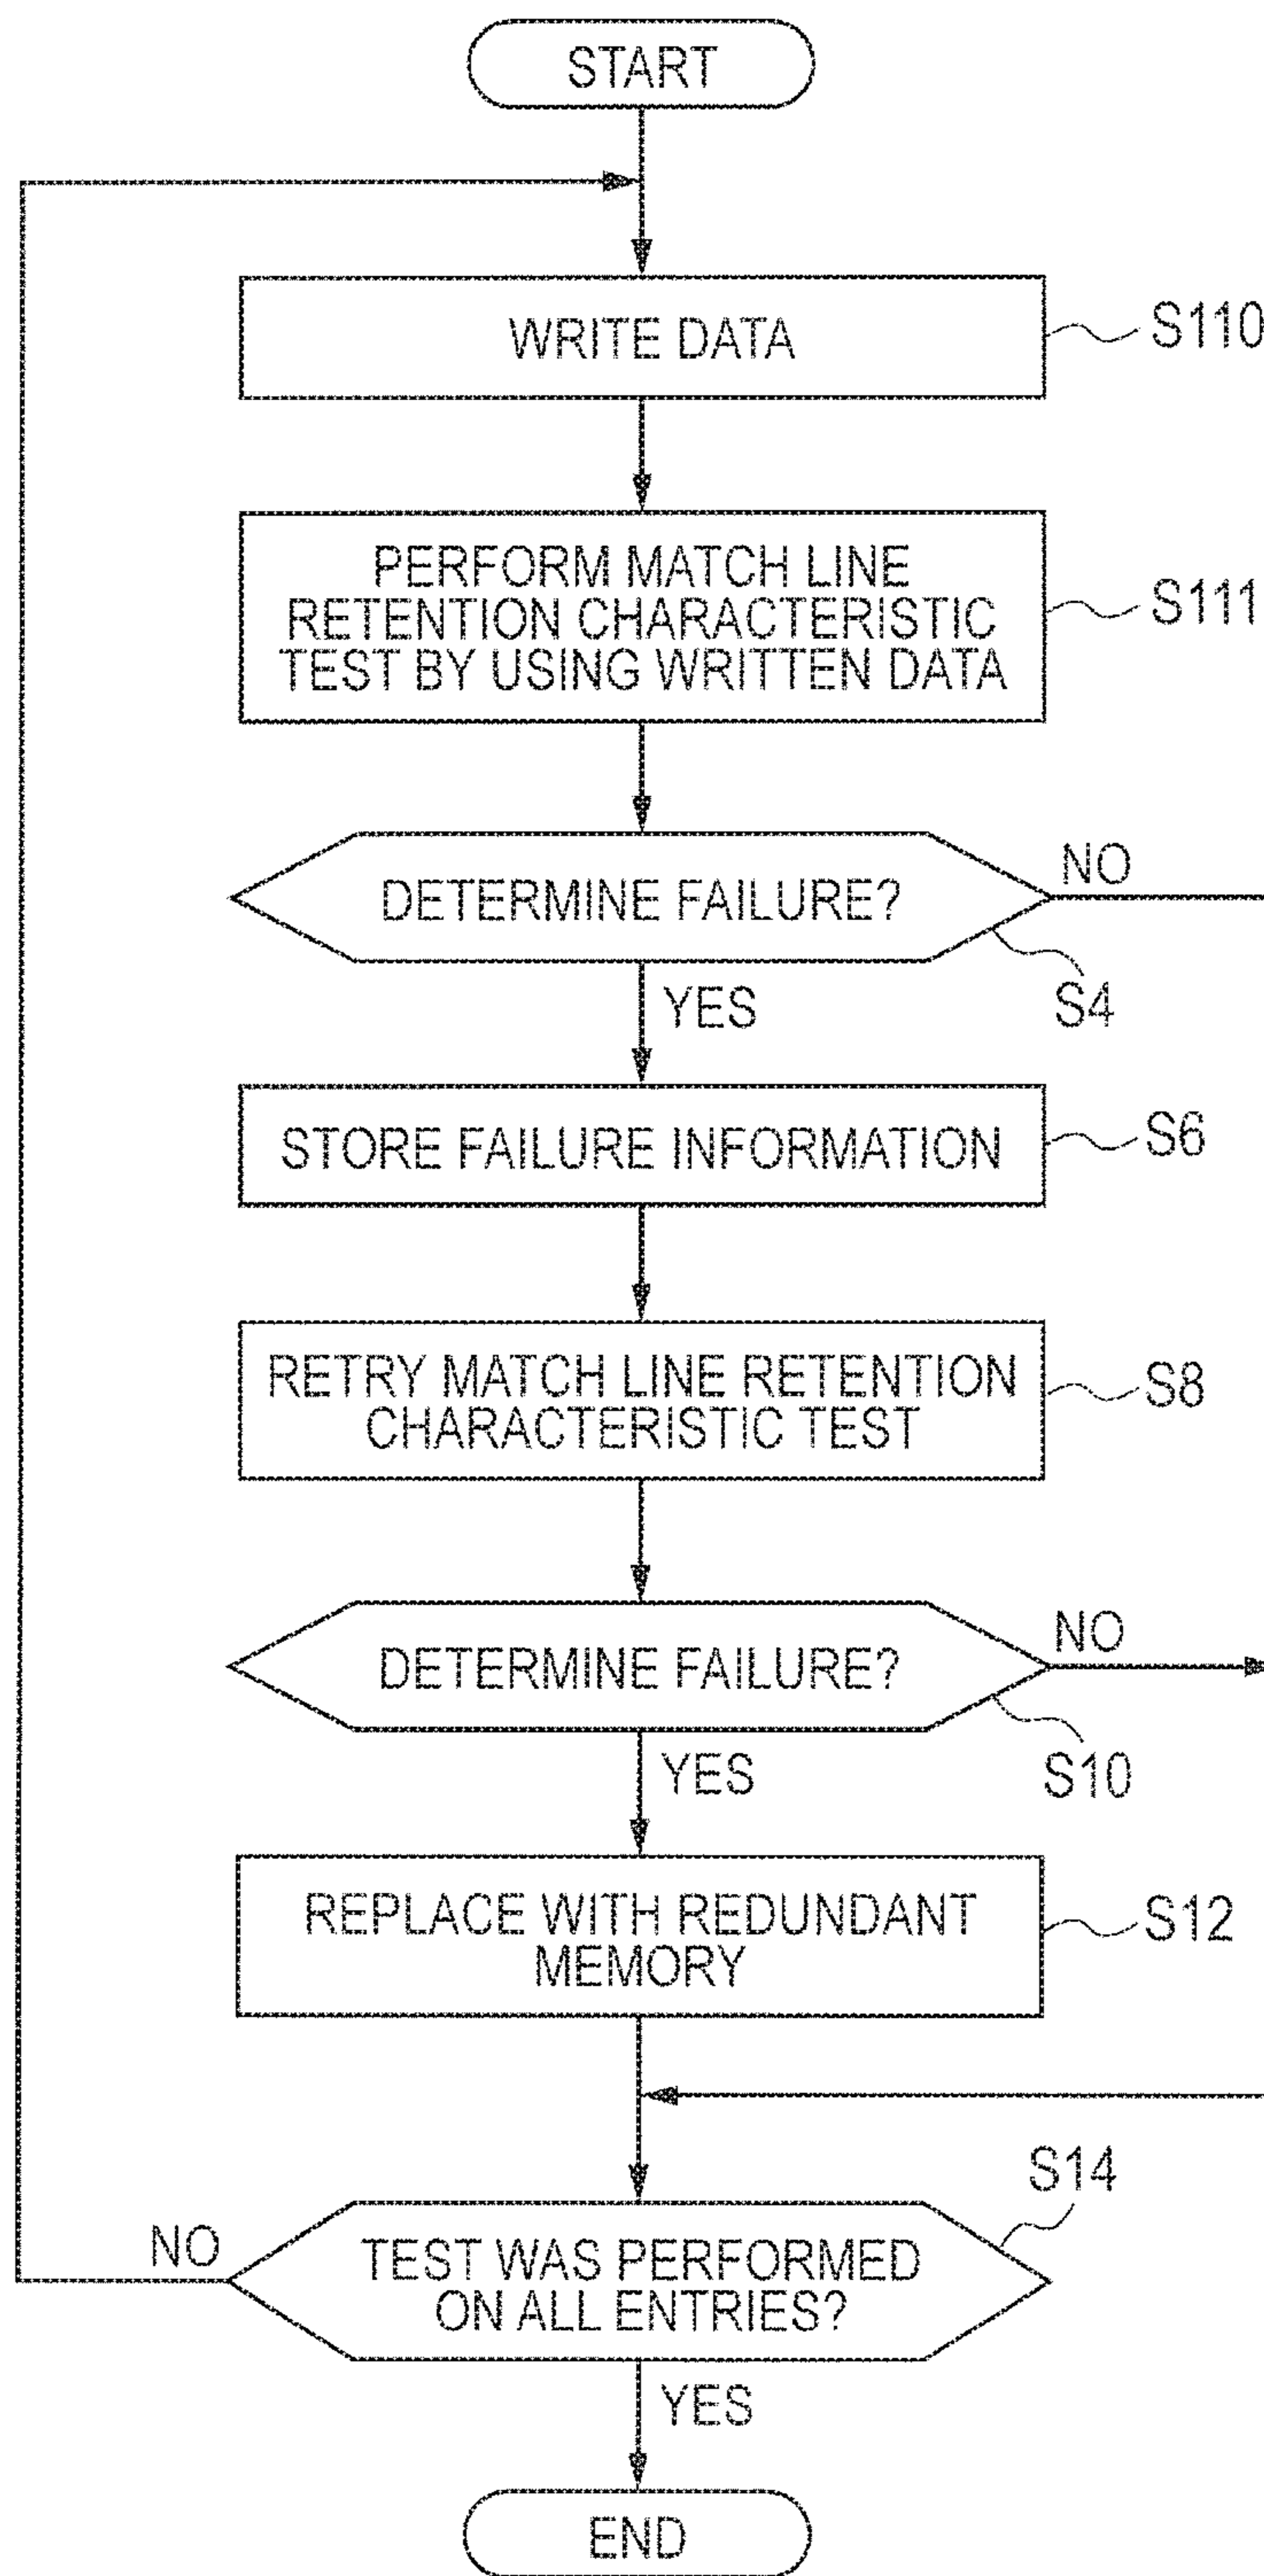 START
WRITE DATA
S110
PERFORM MATCH LINE
RETENTION CHARACTERISTIC
TEST BY USING WRITTEN DATA
S111
DETERMINE FAILURE?
NO
S4
YES
STORE FAILURE INFORMATION
S6
RETRY MATCH LINE RETENTION
CHARACTERISTIC TEST
S8
DETERMINE FAILURE?
NO
S10
YES
REPLACE WITH REDUNDANT
MEMORY
S12
S14
NO
TEST WAS PERFORMED
ON ALL ENTRIES?
YES
END